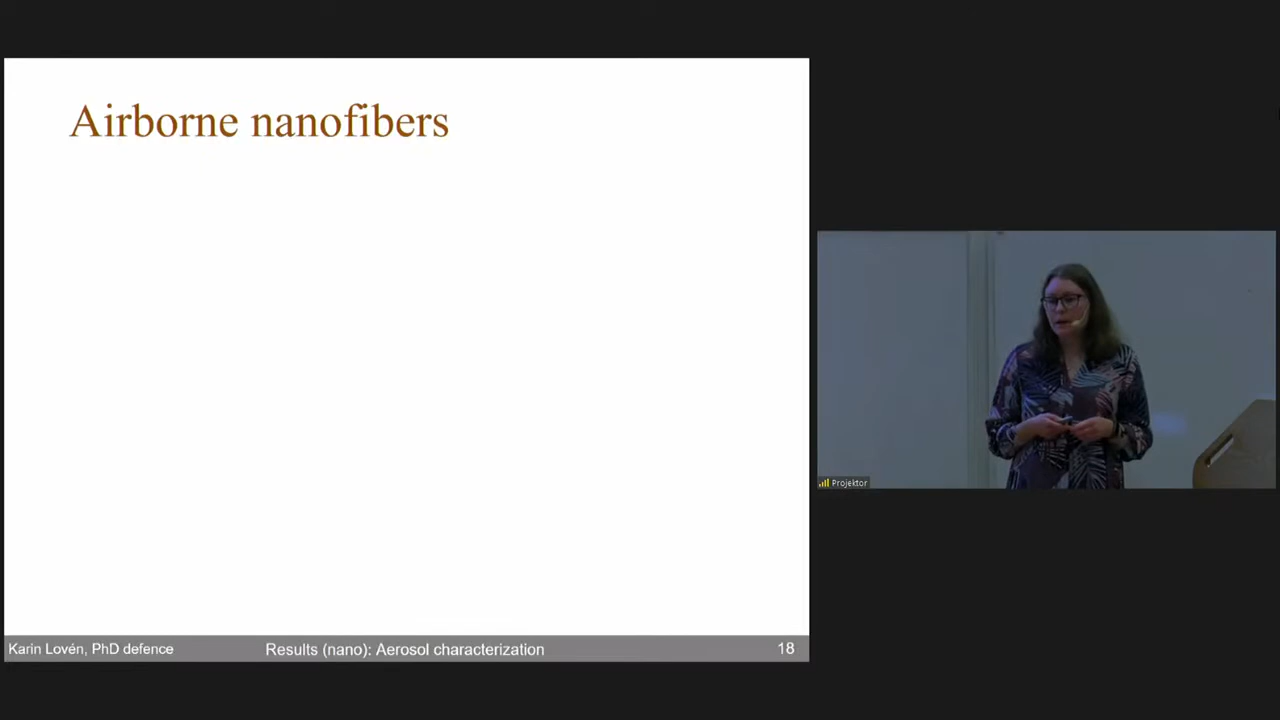 Airborne nanofibers
Projektor
Karin Lovén, PhD defence
Results (nano): Aerosol characterization
18